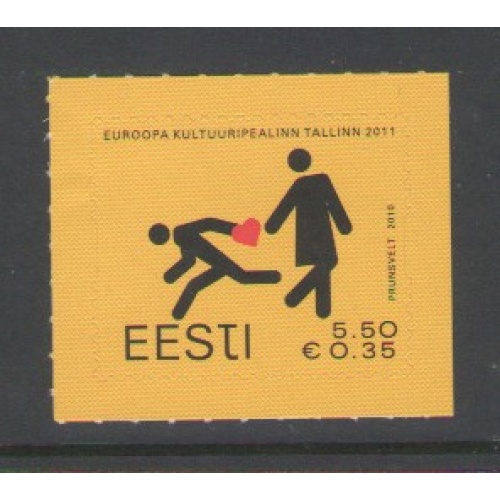 EUROOPA KULTUURIPEALINN TALLINN 2011
PRUNSVELT 2010
EESTI
5.50
€ 0.35